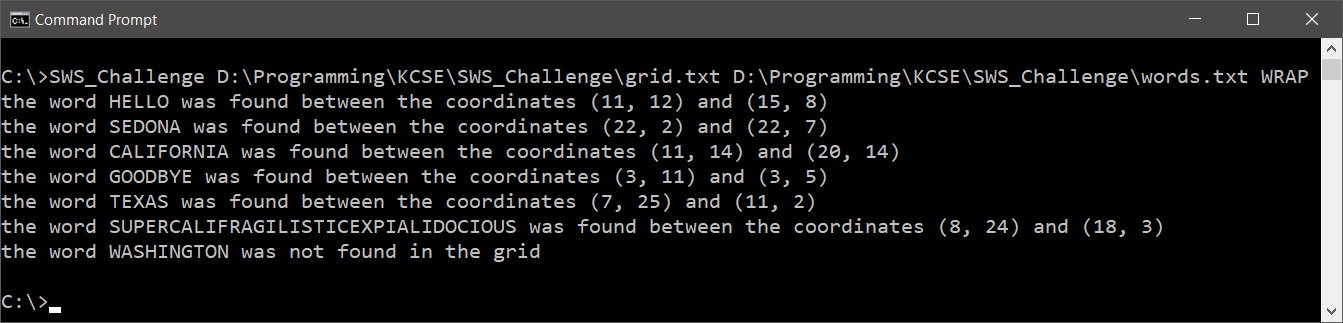 Command Prompt
C:\>SWS_Challenge D:\Programming\KCSE\SWS_Challenge\grid.txt D:\Programming\KCSE\SWS_Challenge\words.txt WRAP
the word HELLO was found between the coordinates (11, 12) and (15, 8)
the word SEDONA was found between the coordinates (22, 2) and (22, 7)
the word CALIFORNIA was found between the coordinates (11, 14) and (20, 14)
the word GOODBYE was found between the coordinates (3, 11) and (3, 5)
the word TEXAS was found between the coordinates (7, 25) and (11, 2)
the word SUPERCALIFRAGILISTICEXPIALIDOCIOUS was found between the coordinates (8, 24) and (18, 3)
the word WASHINGTON was not found in the grid
C:\>